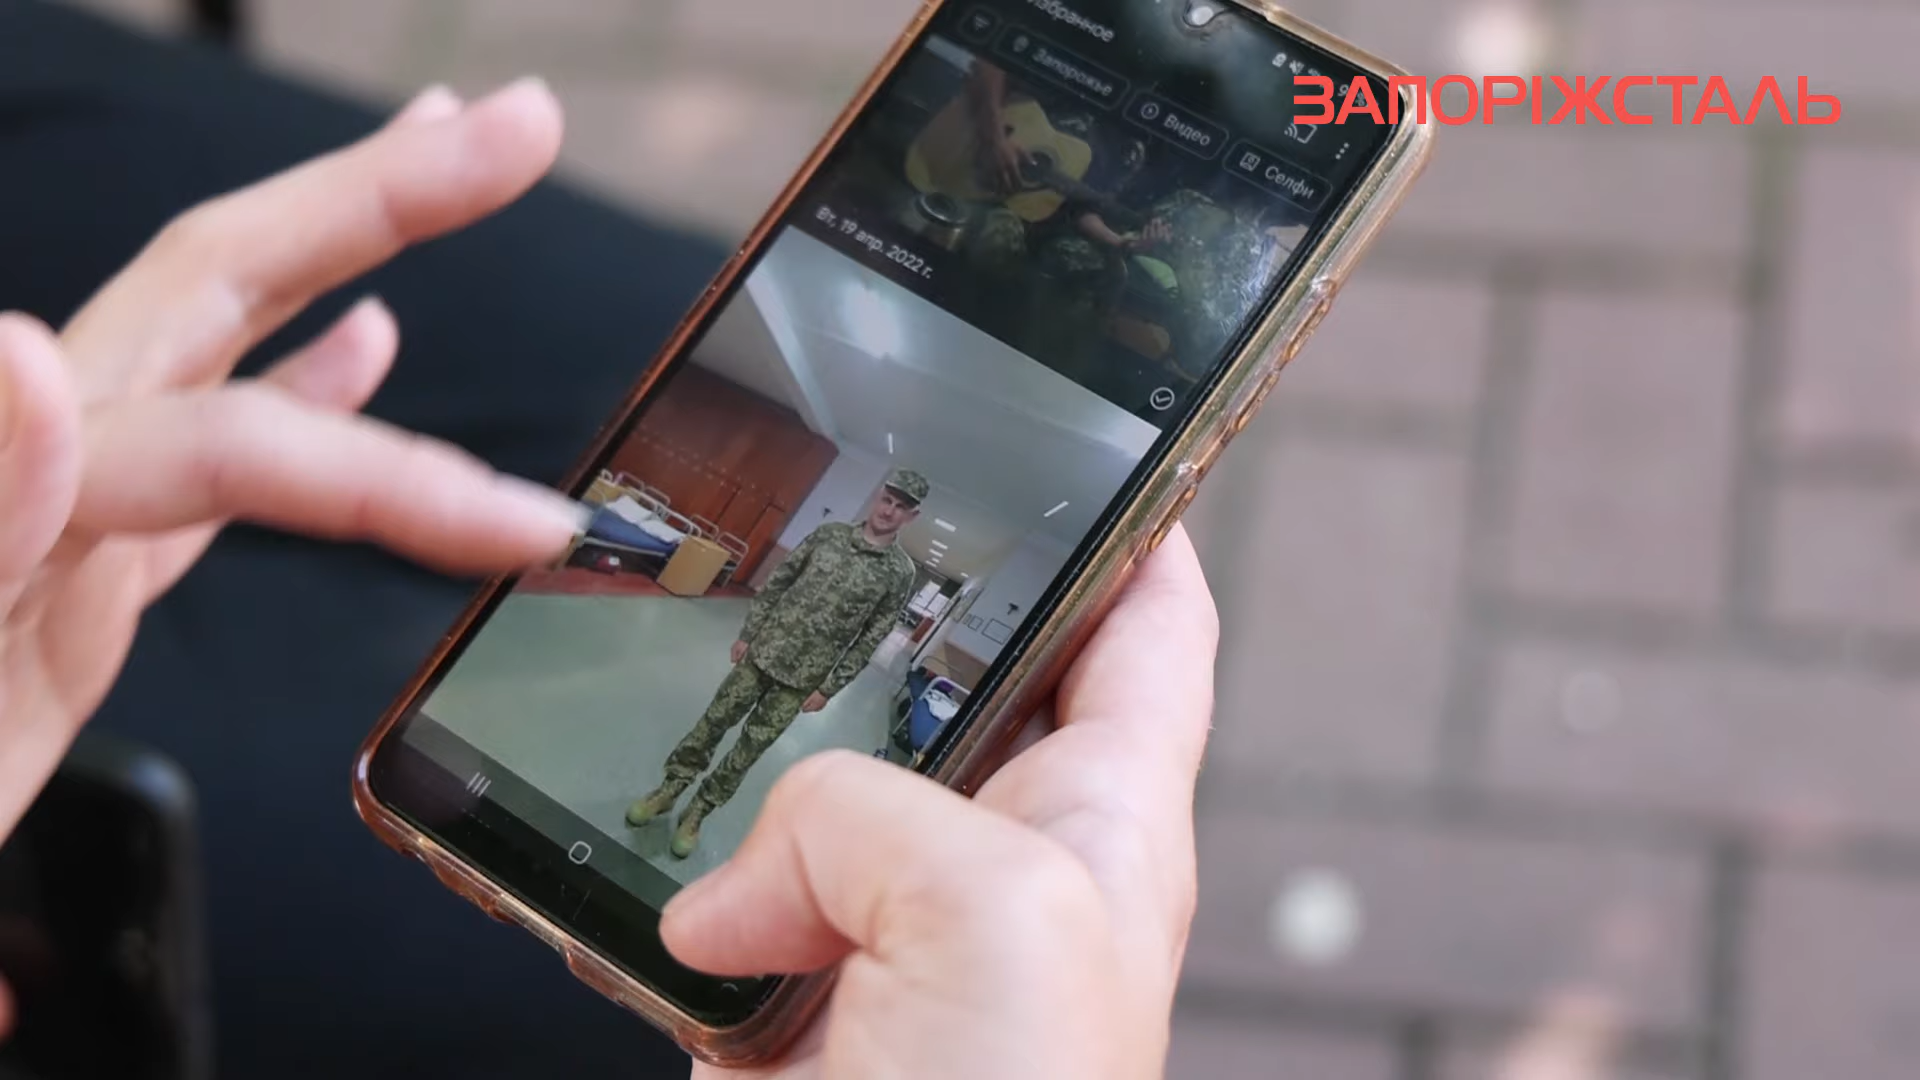 Избранное
ЗАПОРІЖСТАЛЬ
Запорожье
Видео
Селфи
Вт, 19 апр. 2022 г.